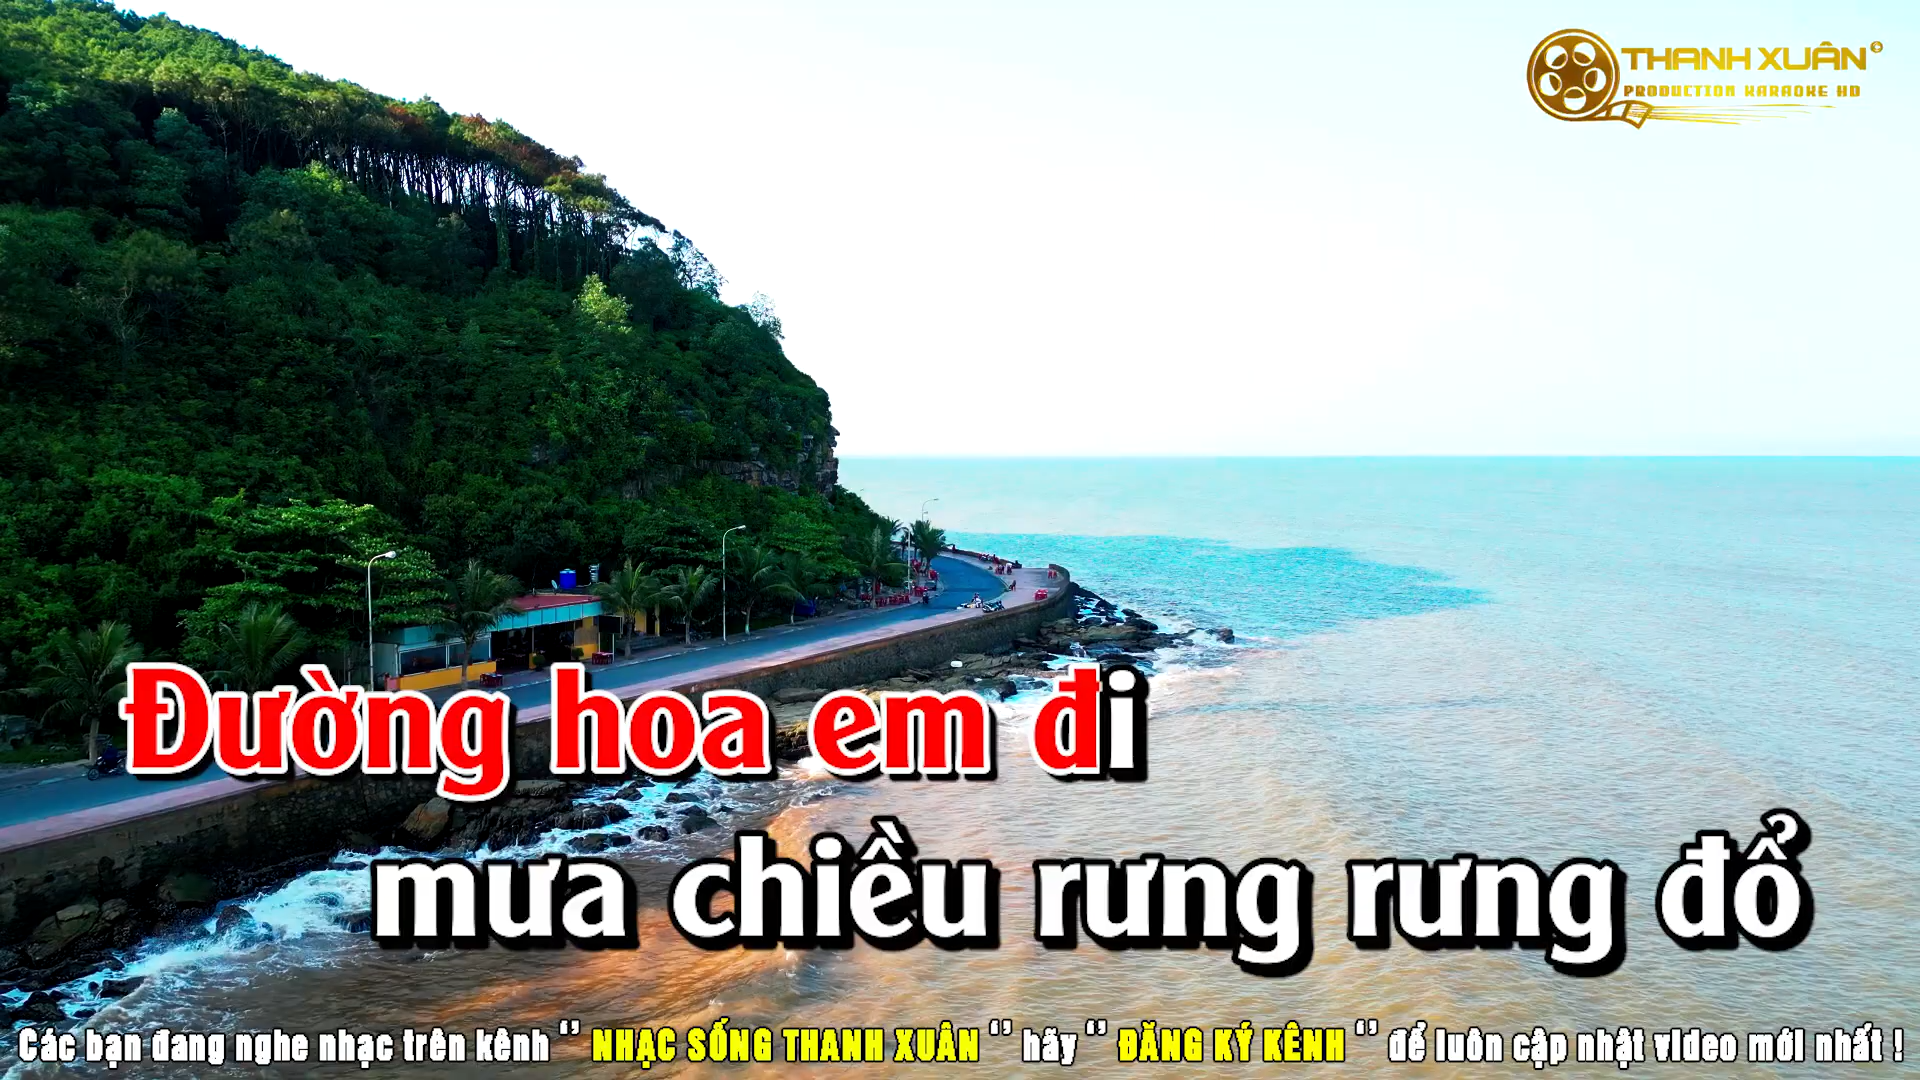 THANH XUÂN
PRODUCTION KARAOKE HD
Đường hoa em đi
mưa chiều rưng rưng đổ
Các bạn đang nghe nhạc trên kênh “ NHẠC SỐNG THANH XUÂN “ hãy “ ĐĂNG KÝ KÊNH “ để luôn cập nhật video mới nhất !